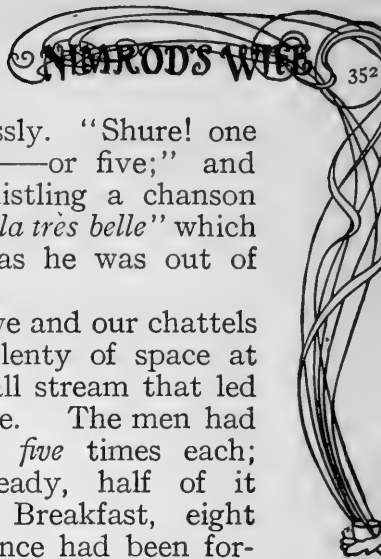 NIMROD'S WIFE
352
ssly. "Shure! one
—or five;" and
istling a chanson
la très belle" which
as he was out of
ve and our chattels
lenty of space at
all stream that led
e. The men had
five times each;
eady, half of it
Breakfast, eight
nce had been for-